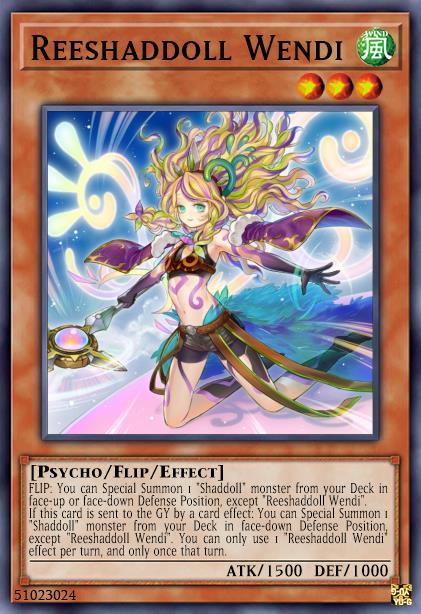 Reeshaddoll Wendi
WIND
風
[Psycho/Flip/Effect]
FLIP: You can Special Summon 1 "Shaddoll" monster from your Deck in
face-up or face-down Defense Position, except "Reeshaddoll Wendi".
If this card is sent to the GY by a card effect: You can Special Summon 1
"Shaddoll" monster from your Deck in face-down Defense Position,
except "Reeshaddoll Wendi". You can only use 1 "Reeshaddoll Wendi"
effect per turn, and only once that turn.
ATK/1500 DEF/1000
51023024